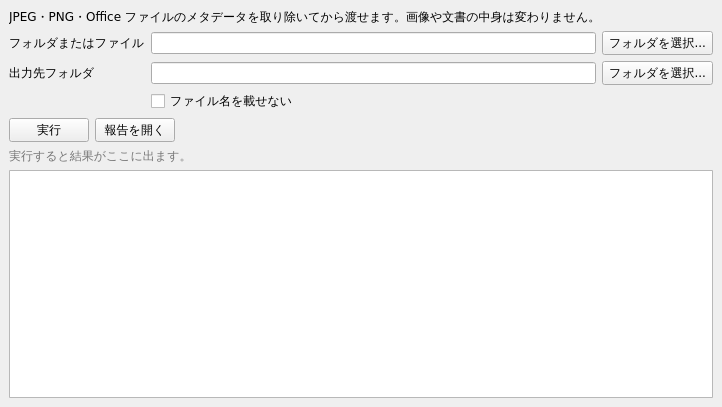 JPEG・PNG・Office ファイルのメタデータを取り除いてから渡せます。画像や文書の中身は変わりません。
フォルダまたはファイル フォルダを選択...
出力先フォルダ フォルダを選択...
ファイル名を載せない
実行 報告を開く
実行すると結果がここに出ます。